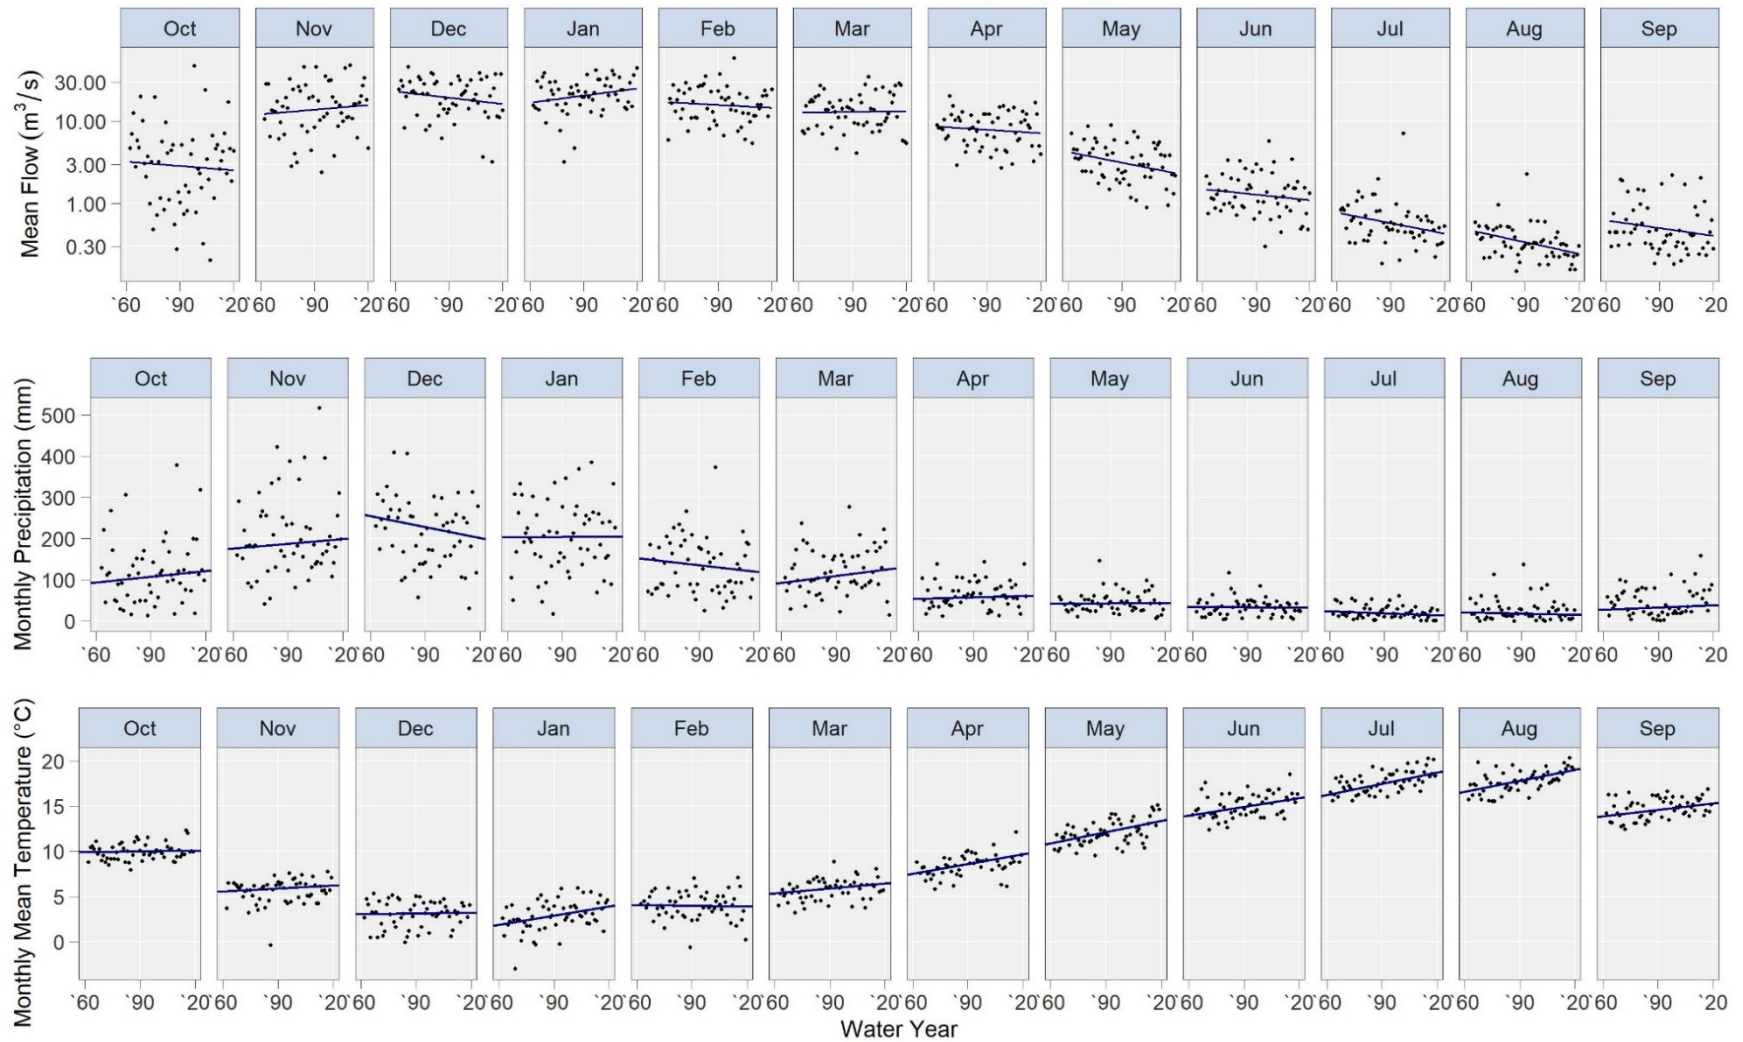 Oct Nov Dec Jan Feb Mar Apr May Jun Jul Aug Sep
Mean Flow (m³/s)
30.00
10.00
3.00
1.00
0.30
`60 90 20`60 90 20`60 90 20`60 90 20`60 90 20`60 90 20`60 90 20`60 90 20`60 90 20`60 90 20`60 90 20`60 90 20
Oct Nov Dec Jan Feb Mar Apr May Jun Jul Aug Sep
Monthly Precipitation (mm)
500
400
300
200
100
0
`60 90 20`60 90 20`60 90 20`60 90 20`60 90 20`60 90 20`60 90 20`60 90 20`60 90 20`60 90 20`60 90 20`60 90 20
Oct Nov Dec Jan Feb Mar Apr May Jun Jul Aug Sep
Monthly Mean Temperature (°C)
20
15
10
5
0
`60 90 20`60 90 20`60 90 20`60 90 20`60 90 20`60 90 20`60 90 20`60 90 20`60 90 20`60 90 20`60 90 20`60 90 20
Water Year